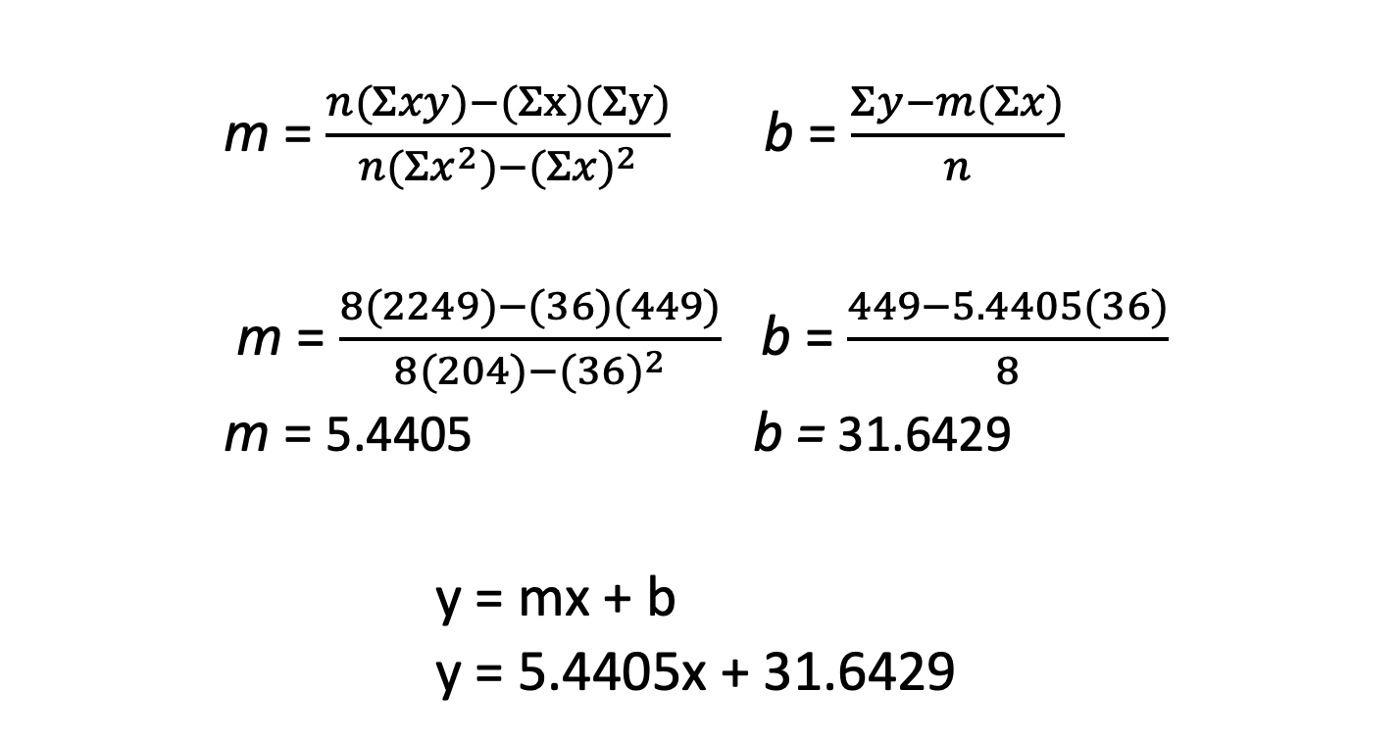 m = n(Σxy)−(Σx)(Σy) / n(Σx²)−(Σx)² b = Σy−m(Σx) / n
m = 8(2249)−(36)(449) / 8(204)−(36)² b = 449−5.4405(36) / 8
m = 5.4405 b = 31.6429
y = mx + b
y = 5.4405x + 31.6429